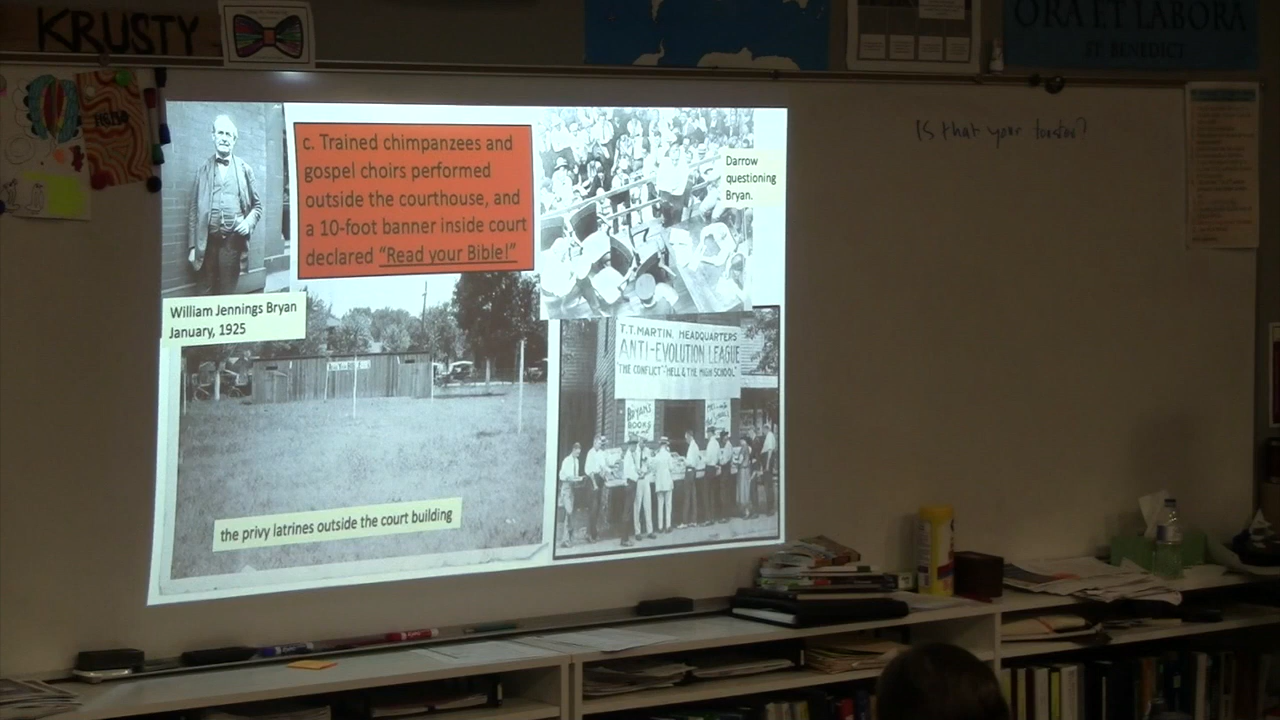 KRUSTY
ORA ET LABORA
ST. BENEDICT
Is that your
c. Trained chimpanzees and
gospel choirs performed
outside the courthouse, and
a 10-foot banner inside court
declared “Read your Bible!”
Darrow
questioning
Bryan.
William Jennings Bryan
January, 1925
T.T. MARTIN HEADQUARTERS
ANTI-EVOLUTION LEAGUE
"THE CONFLICT"-"HELL & THE HIGH SCHOOL"
BRYAN'S
BOOKS
the privy latrines outside the court building